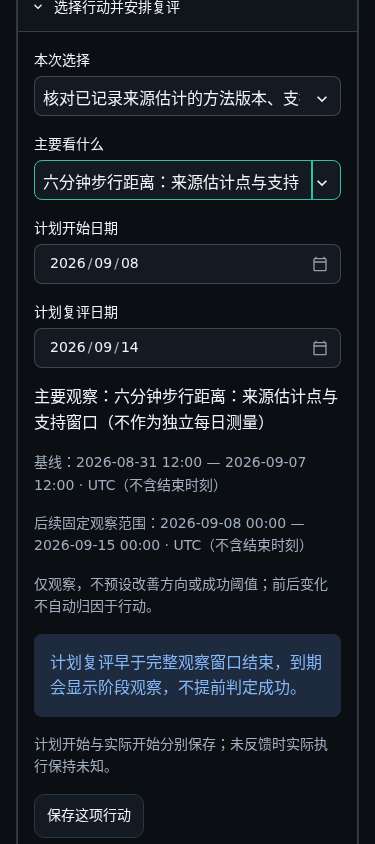 选择行动并安排复评
本次选择
核对已记录来源估计的方法版本、支
主要看什么
六分钟步行距离：来源估计点与支持
计划开始日期
2026/09/08
计划复评日期
2026/09/14
主要观察：六分钟步行距离：来源估计点与
支持窗口（不作为独立每日测量）
基线：2026-08-31 12:00 — 2026-09-07
12:00 · UTC（不含结束时刻）
后续固定观察范围：2026-09-08 00:00 —
2026-09-15 00:00 · UTC（不含结束时刻）
仅观察，不预设改善方向或成功阈值；前后变化
不自动归因于行动。
计划复评早于完整观察窗口结束，到期
会显示阶段观察，不提前判定成功。
计划开始与实际开始分别保存；未反馈时实际执
行保持未知。
保存这项行动